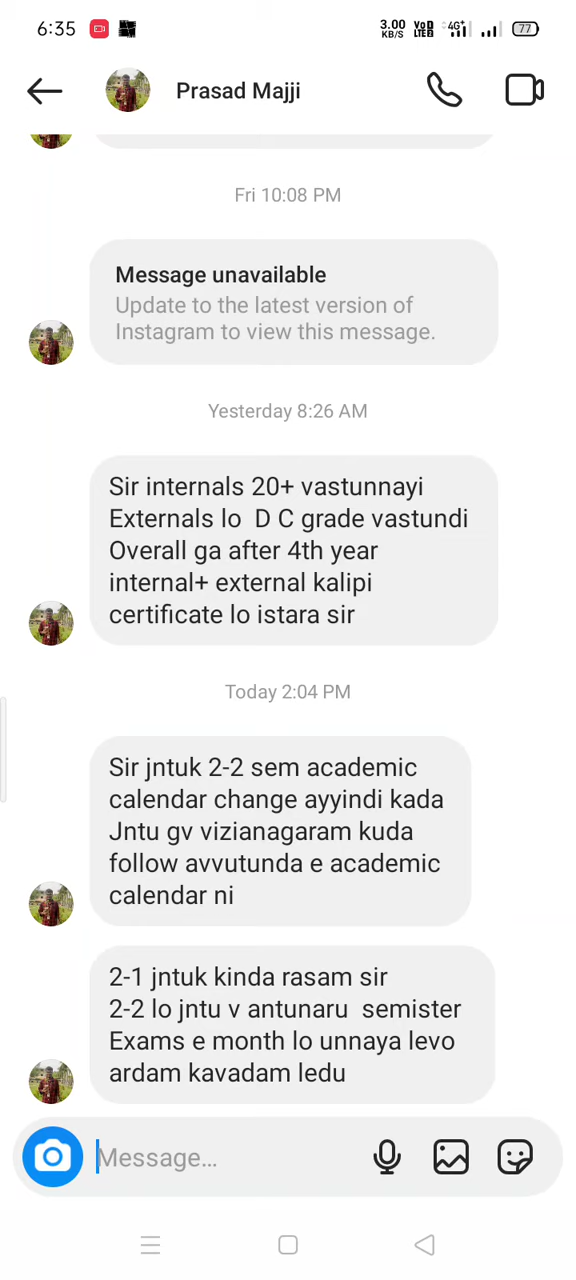 6:35
3.00 KB/S VoD LTE2 4G+ 77
Prasad Majji
Fri 10:08 PM
Message unavailable
Update to the latest version of
Instagram to view this message.
Yesterday 8:26 AM
Sir internals 20+ vastunnayi
Externals lo D C grade vastundi
Overall ga after 4th year
internal+ external kalipi
certificate lo istara sir
Today 2:04 PM
Sir jntuk 2-2 sem academic
calendar change ayyindi kada
Jntu gv vizianagaram kuda
follow avvutunda e academic
calendar ni
2-1 jntuk kinda rasam sir
2-2 lo jntu v antunaru semister
Exams e month lo unnaya levo
ardam kavadam ledu
Message...